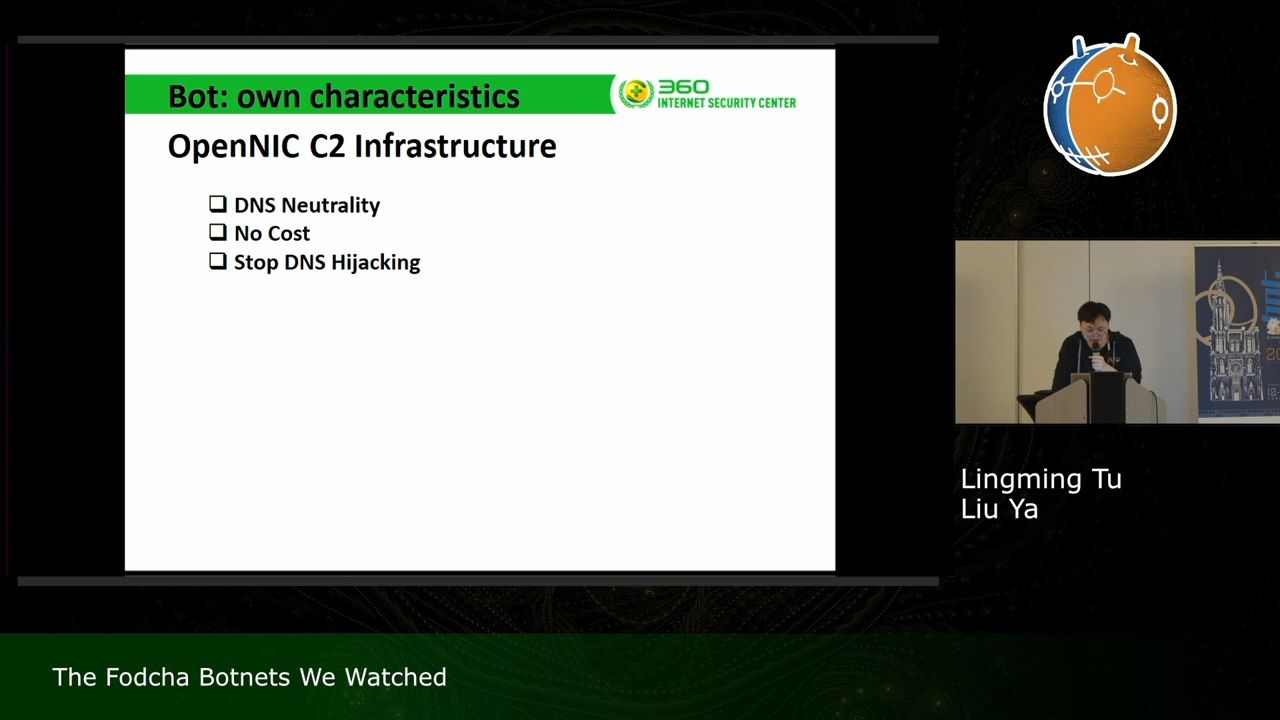 Bot: own characteristics
360
INTERNET SECURITY CENTER
OpenNIC C2 Infrastructure
DNS Neutrality
No Cost
Stop DNS Hijacking
Lingming Tu
Liu Ya
The Fodcha Botnets We Watched